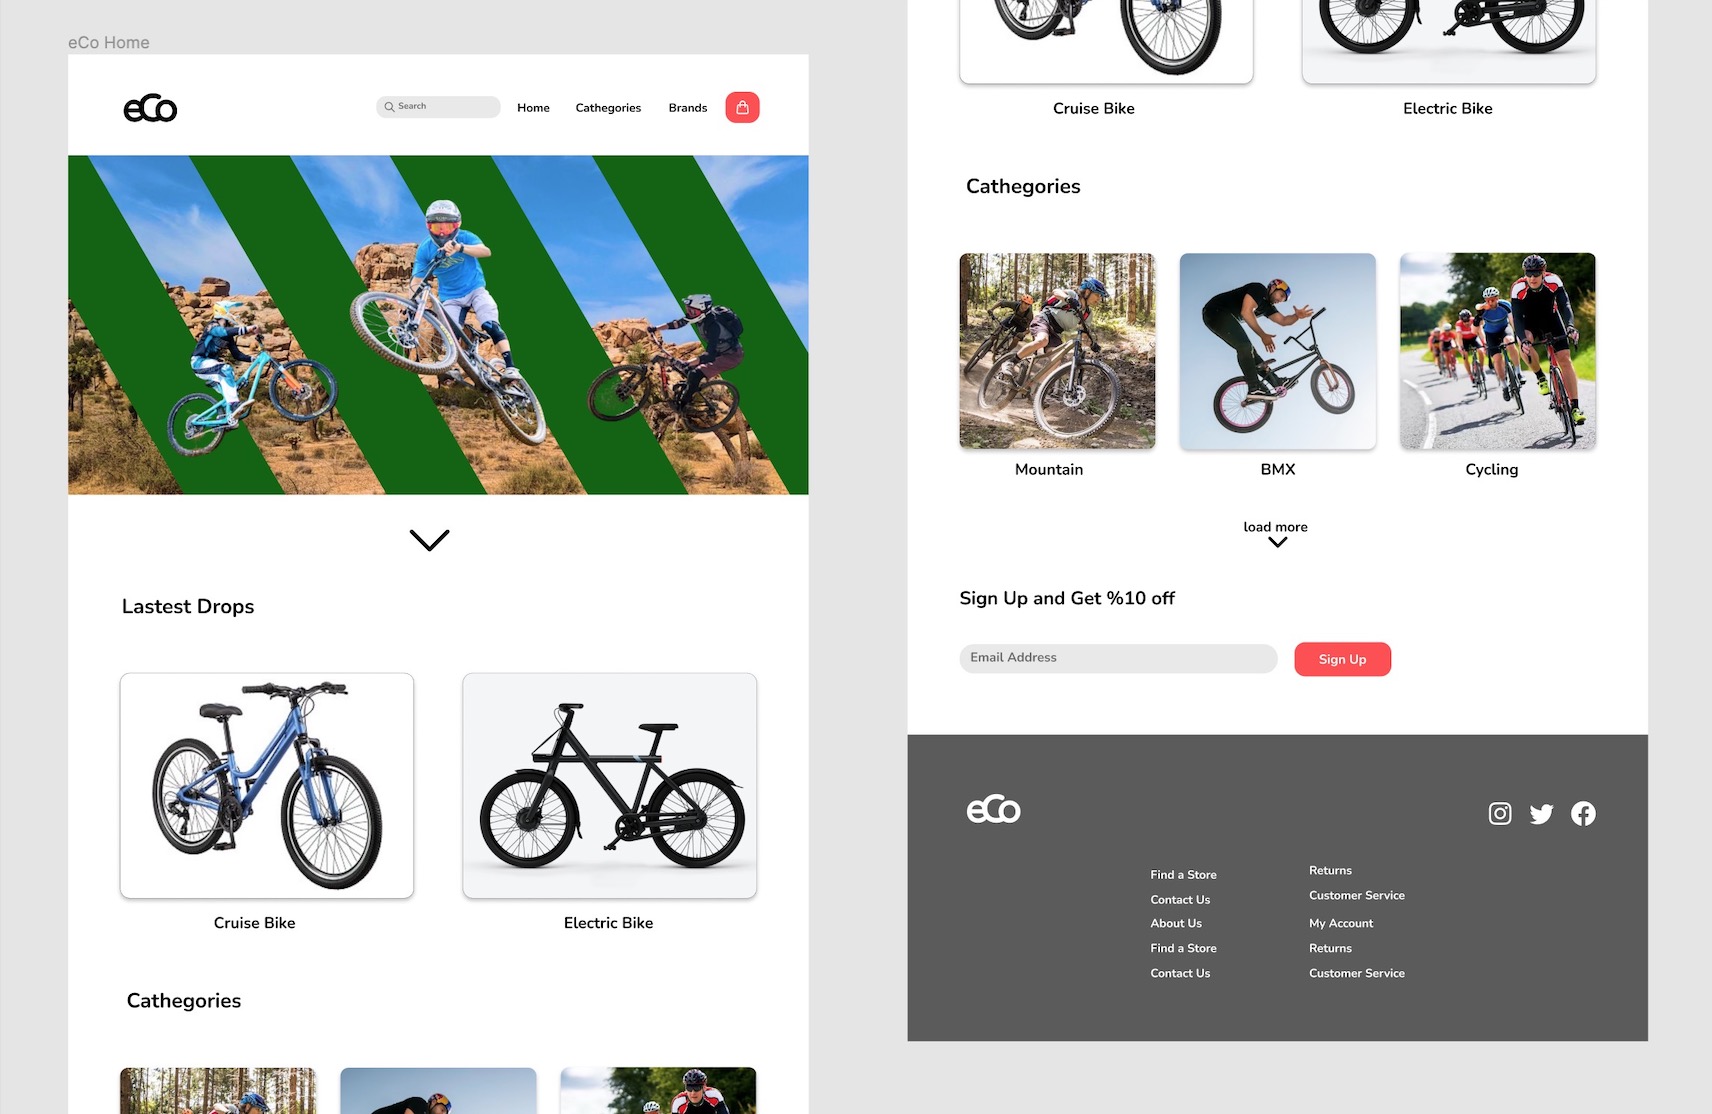 eCo Home
eCo
Search
Home
Cathegories
Brands
Lastest Drops
Cruise Bike
Electric Bike
Cathegories
Cruise Bike
Electric Bike
Cathegories
Mountain
BMX
Cycling
load more
Sign Up and Get %10 off
Email Address
Sign Up
eCo
Find a Store
Contact Us
About Us
Find a Store
Contact Us
Returns
Customer Service
My Account
Returns
Customer Service